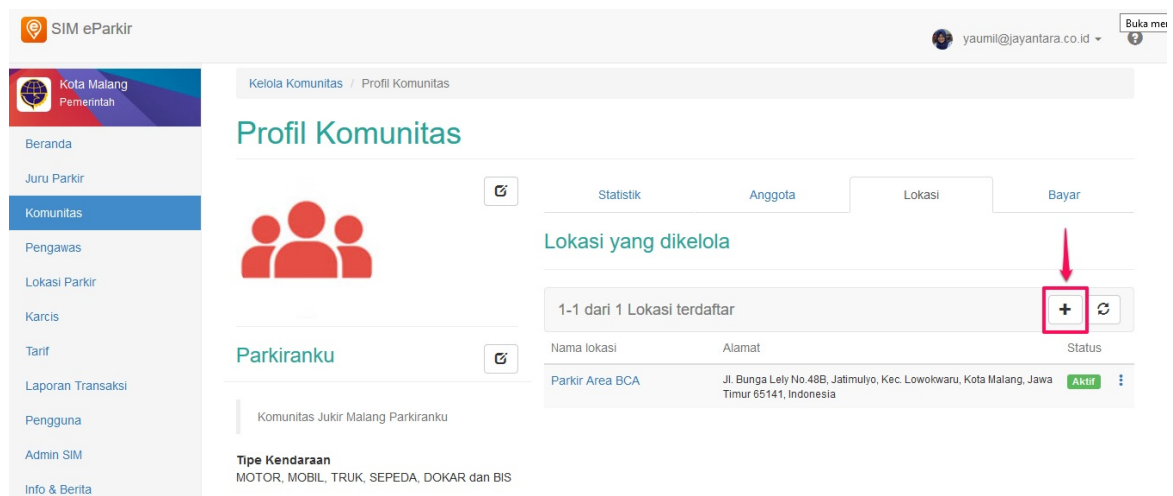 SIM eParkir
yaumil@jayantara.co.id
Buka me
Kota Malang
Pemerintah
Beranda
Juru Parkir
Komunitas
Pengawas
Lokasi Parkir
Karcis
Tarif
Laporan Transaksi
Pengguna
Admin SIM
Info & Berita
Kelola Komunitas / Profil Komunitas
Profil Komunitas
Parkiranku
Komunitas Jukir Malang Parkiranku
Tipe Kendaraan
MOTOR, MOBIL, TRUK, SEPEDA, DOKAR dan BIS
Statistik
Anggota
Lokasi
Bayar
Lokasi yang dikelola
1-1 dari 1 Lokasi terdaftar
Nama lokasi
Alamat
Status
Parkir Area BCA
Jl. Bunga Lely No.48B, Jatimulyo, Kec. Lowokwaru, Kota Malang, Jawa
Timur 65141, Indonesia
Aktif